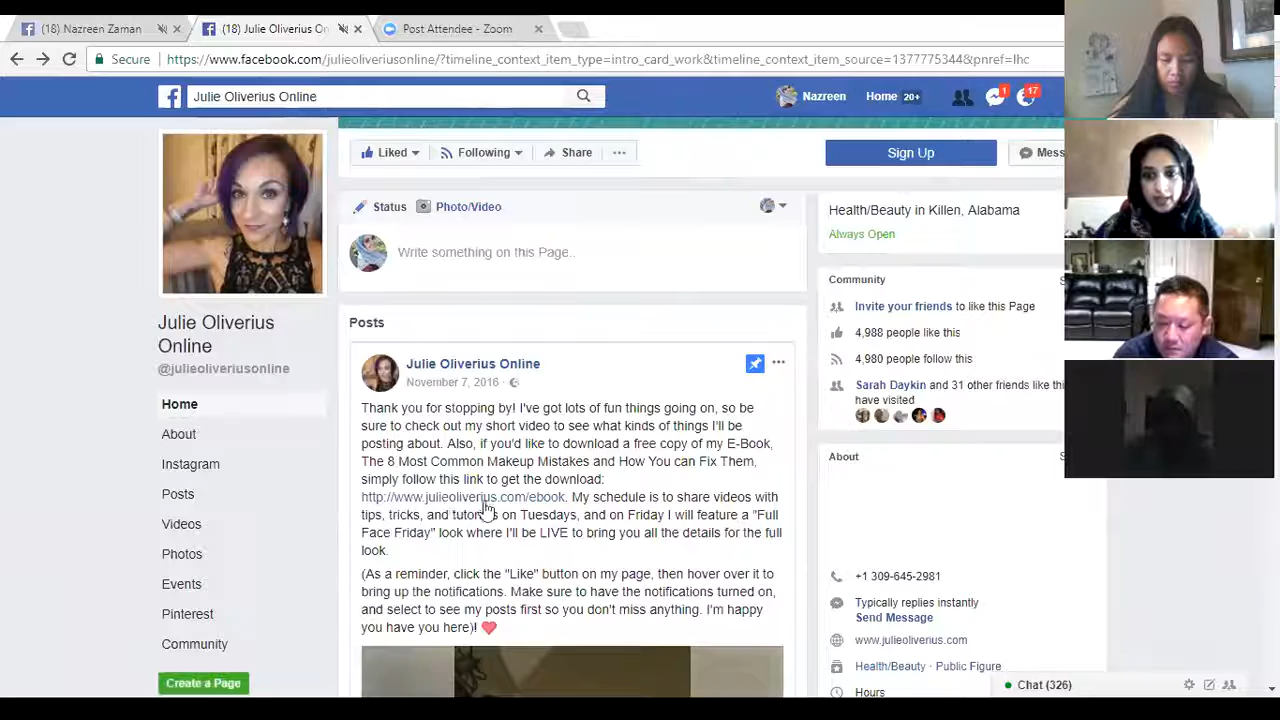 (18) Nazreen Zaman
(18) Julie Oliverius On
Post Attendee - Zoom
Secure
https://www.facebook.com/julieoliveriusonline/?timeline_context_item_type=intro_card_work&timeline_context_item_source=1377775344&pnref=lhc
Julie Oliverius Online
Nazreen
Home 20+
1
17
Liked
Following
Share
Sign Up
Mess
Status
Photo/Video
Write something on this Page..
Health/Beauty in Killen, Alabama
Always Open
Julie Oliverius
Online
@julieoliveriusonline
Home
About
Instagram
Posts
Videos
Photos
Events
Pinterest
Community
Create a Page
Posts
Julie Oliverius Online
November 7, 2016 ·
Thank you for stopping by! I've got lots of fun things going on, so be
sure to check out my short video to see what kinds of things I'll be
posting about. Also, if you'd like to download a free copy of my E-Book,
The 8 Most Common Makeup Mistakes and How You can Fix Them,
simply follow this link to get the download:
http://www.julieoliverius.com/ebook. My schedule is to share videos with
tips, tricks, and tutorials on Tuesdays, and on Friday I will feature a "Full
Face Friday" look where I'll be LIVE to bring you all the details for the full
look.
(As a reminder, click the "Like" button on my page, then hover over it to
bring up the notifications. Make sure to have the notifications turned on,
and select to see my posts first so you don't miss anything. I'm happy
you have you here)!
Community
Invite your friends to like this Page
4,988 people like this
4,980 people follow this
Sarah Daykin and 31 other friends like thi
have visited
About
+1 309-645-2981
Typically replies instantly
Send Message
www.julieoliverius.com
Health/Beauty · Public Figure
Hours
Chat (326)